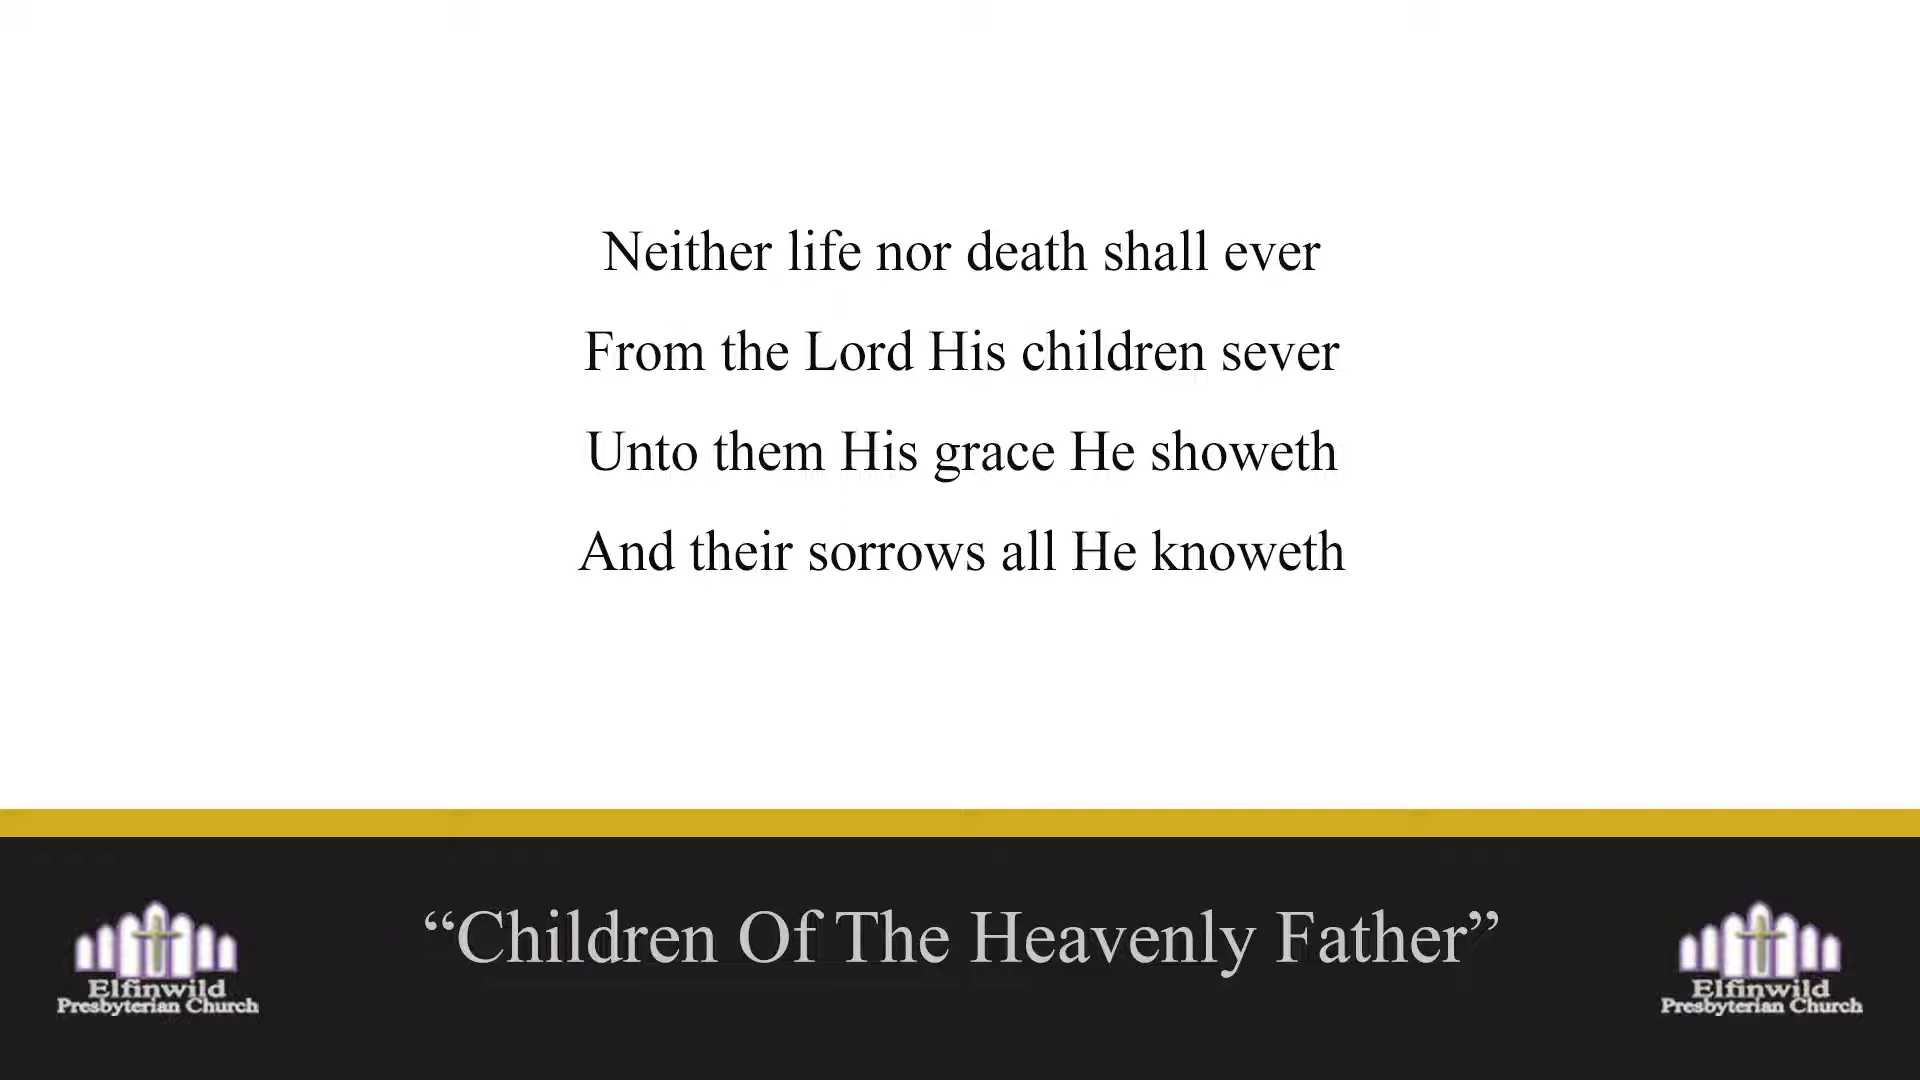 Neither life nor death shall ever
From the Lord His children sever
Unto them His grace He showeth
And their sorrows all He knoweth
“Children Of The Heavenly Father”
Elfinwild
Presbyterian Church
Elfinwild
Presbyterian Church